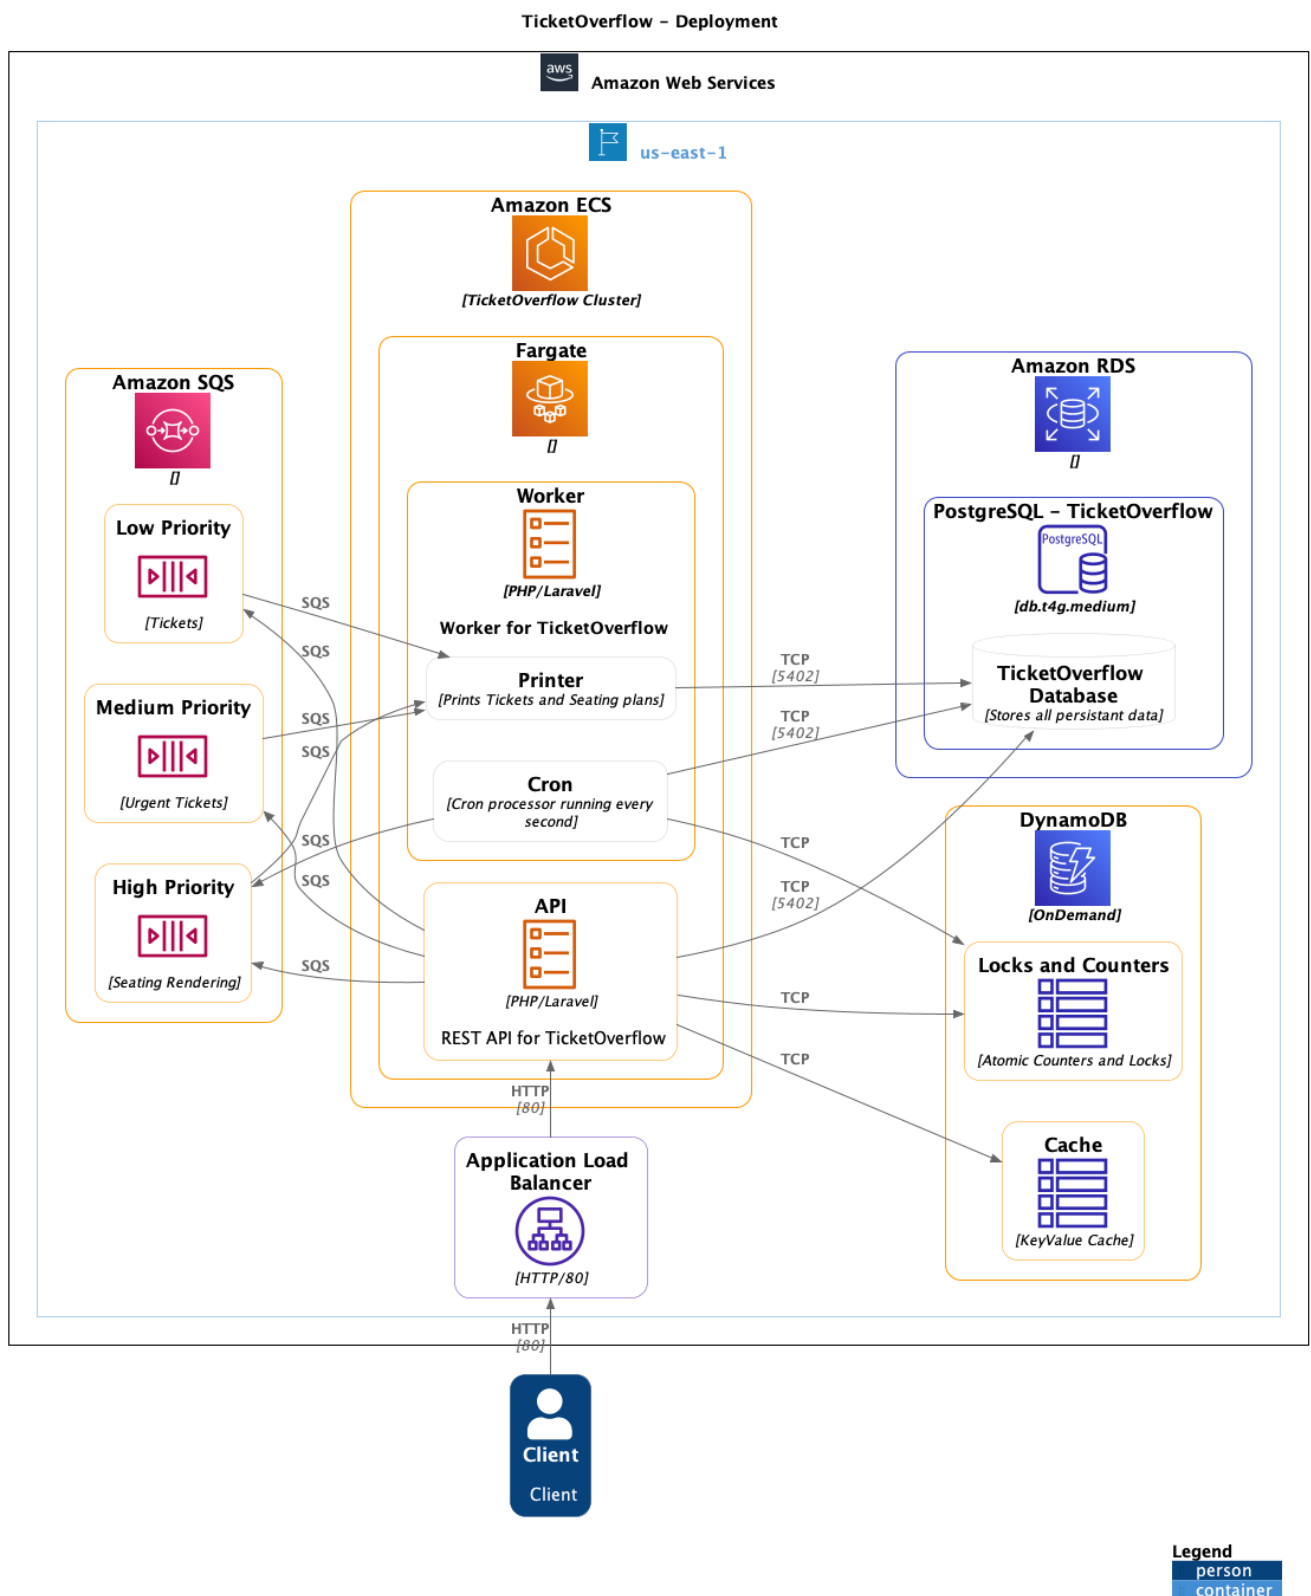 TicketOverflow – Deployment
aws
Amazon Web Services
us-east-1
Amazon ECS
[TicketOverflow Cluster]
Fargate
[]
Amazon SQS
[]
Low Priority
[Tickets]
Medium Priority
[Urgent Tickets]
High Priority
[Seating Rendering]
Worker
[PHP/Laravel]
Worker for TicketOverflow
Printer
[Prints Tickets and Seating plans]
Cron
[Cron processor running every
second]
API
[PHP/Laravel]
REST API for TicketOverflow
Amazon RDS
[]
PostgreSQL – TicketOverflow
PostgreSQL
[db.t4g.medium]
TicketOverflow
Database
[Stores all persistant data]
DynamoDB
[OnDemand]
Locks and Counters
[Atomic Counters and Locks]
Cache
[KeyValue Cache]
SQS
SQS
SQS
SQS
SQS
SQS
SQS
TCP
[5402]
TCP
[5402]
TCP
TCP
[5402]
TCP
TCP
HTTP
[80]
Application Load
Balancer
[HTTP/80]
HTTP
[80]
Client
Client
Legend
person
container